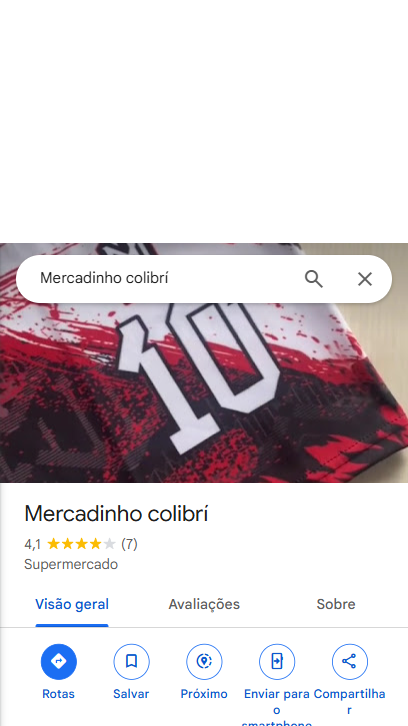 Mercadinho colibrí
10
Mercadinho colibrí
4,1 (7)
Supermercado
Visão geral Avaliações Sobre
Rotas Salvar Próximo Enviar para o smartphone Compartilhar